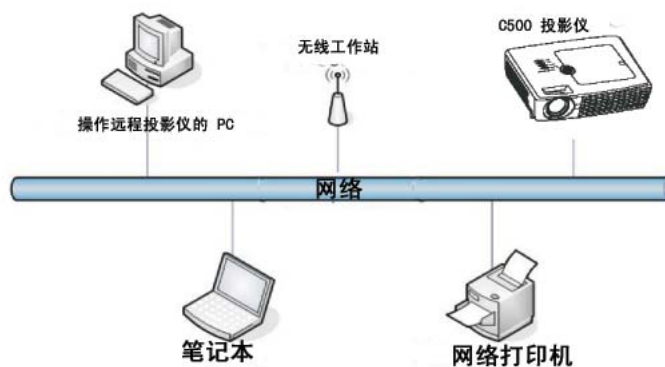 C500 投影仪
无线工作站
操作远程投影仪的 PC
网络
笔记本
网络打印机